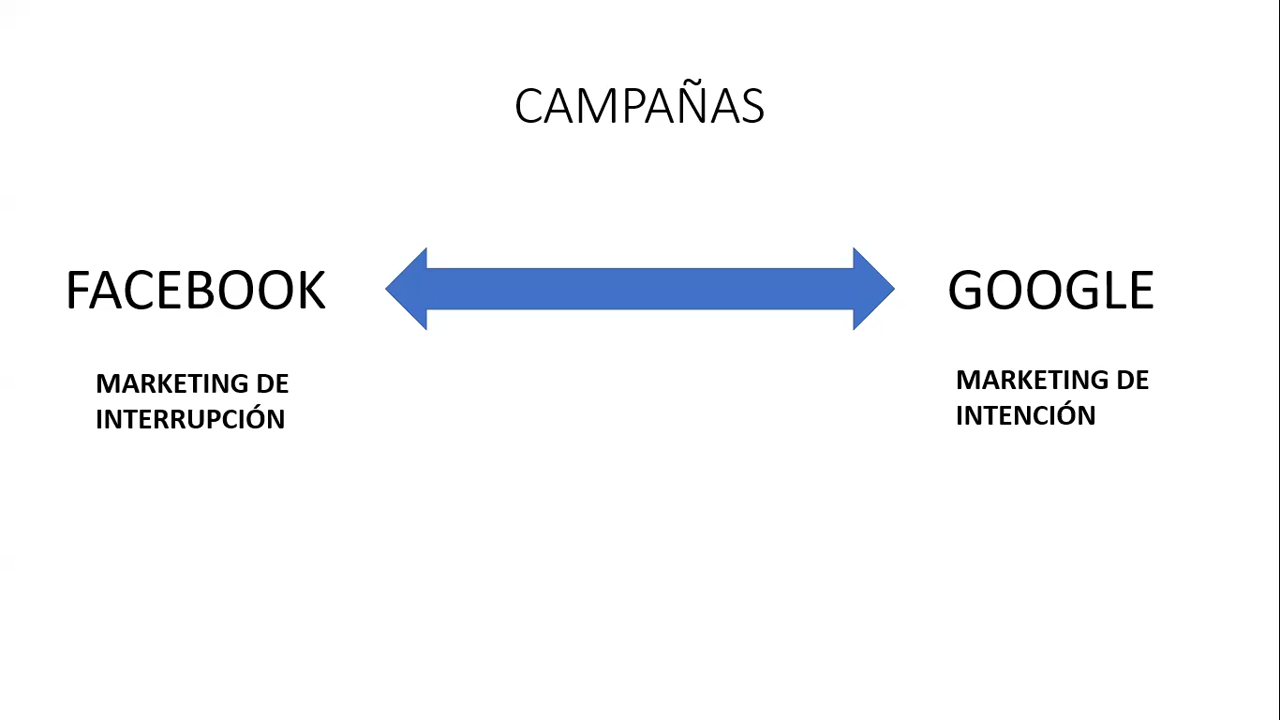 CAMPAÑAS
FACEBOOK
GOOGLE
MARKETING DE
INTERRUPCIÓN
MARKETING DE
INTENCIÓN